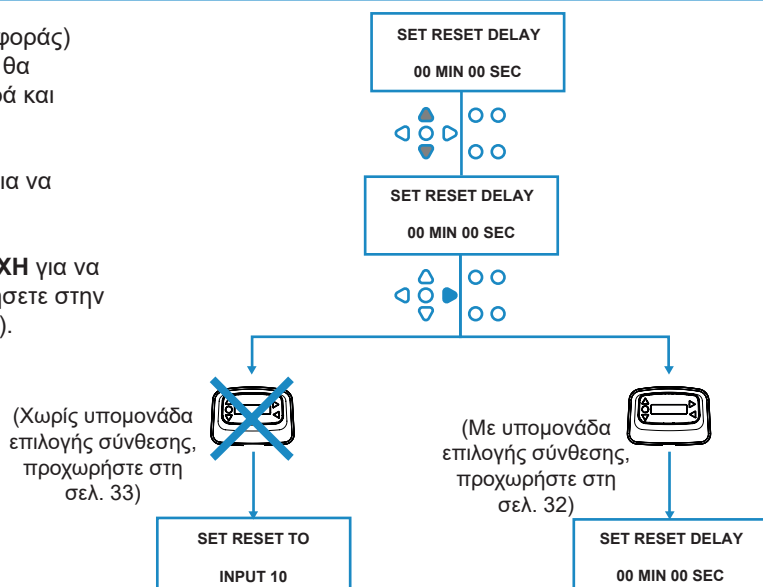 φοράς)
θα
ρά και
ια να
ΧΗ για να
ήσετε στην
).
SET RESET DELAY
00 MIN 00 SEC
SET RESET DELAY
00 MIN 00 SEC
(Χωρίς υπομονάδα
επιλογής σύνθεσης,
προχωρήστε στη
σελ. 33)
(Με υπομονάδα
επιλογής σύνθεσης,
προχωρήστε στη
σελ. 32)
SET RESET TO
INPUT 10
SET RESET DELAY
00 MIN 00 SEC